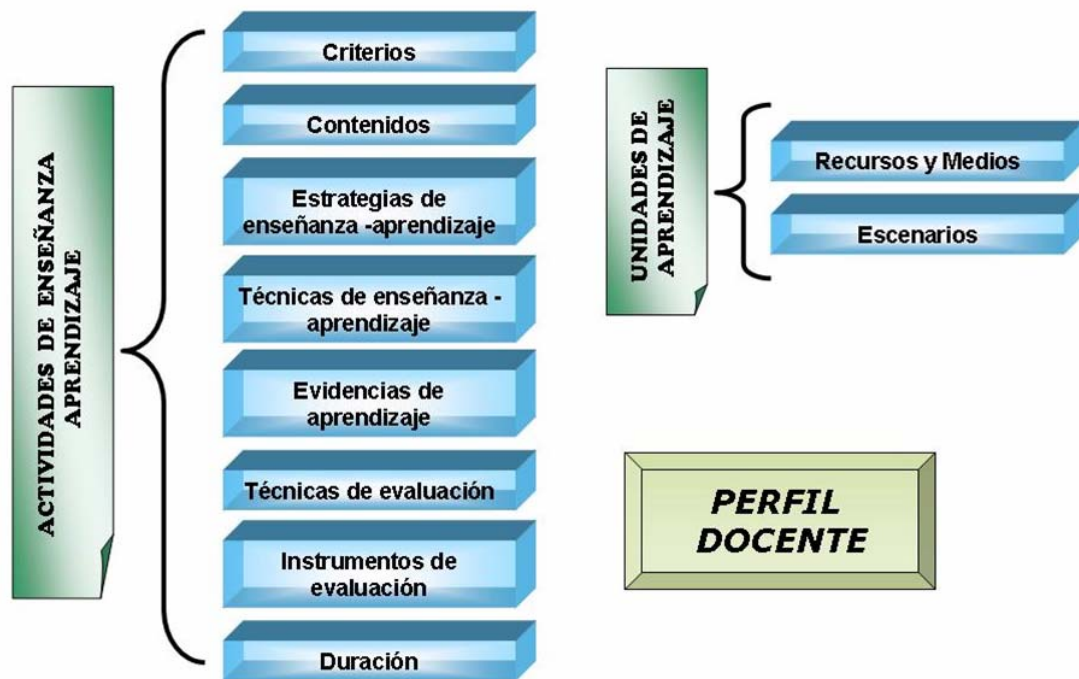 ACTIVIDADES DE ENSEÑANZA
APRENDIZAJE
Criterios
Contenidos
Estrategias de
enseñanza -aprendizaje
Técnicas de enseñanza -
aprendizaje
Evidencias de
aprendizaje
Técnicas de evaluación
Instrumentos de
evaluación
Duración
UNIDADES DE
APRENDIZAJE
Recursos y Medios
Escenarios
PERFIL
DOCENTE